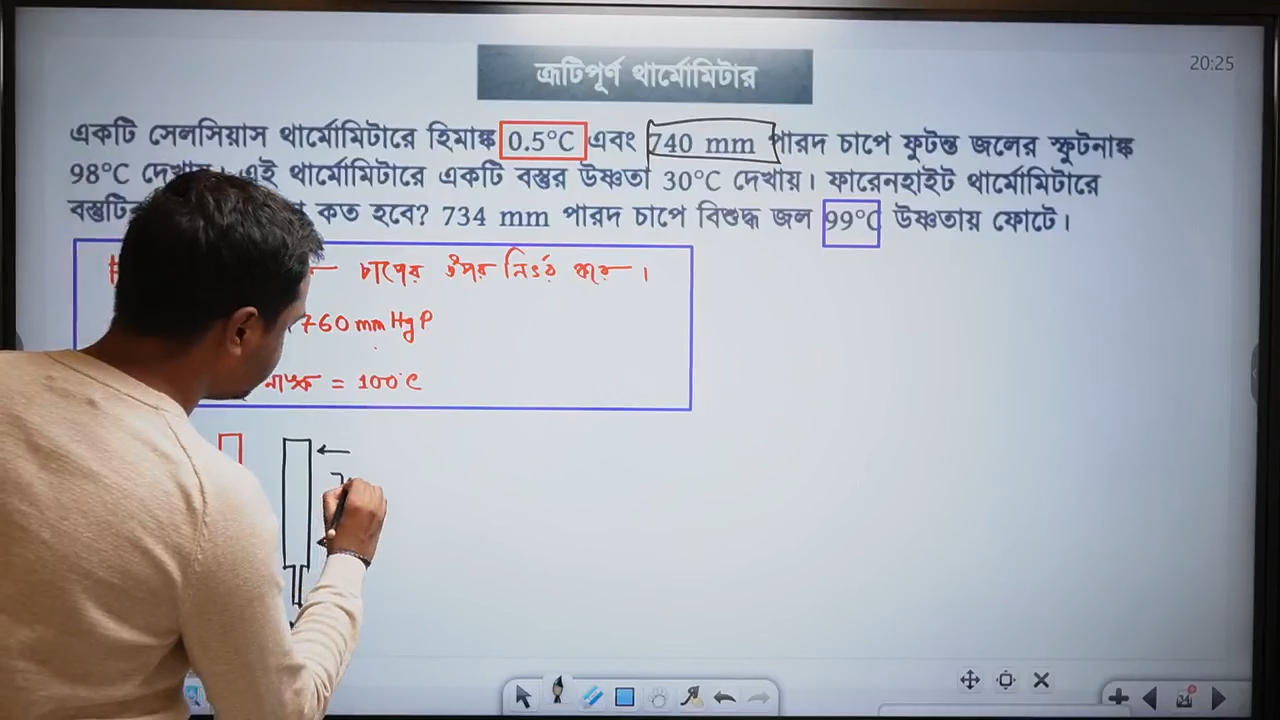 ত্রুটিপূর্ণ থার্মোমিটার
20:25
একটি সেলসিয়াস থার্মোমিটারে হিমাঙ্ক 0.5°C এবং 740 mm পারদ চাপে ফুটন্ত জলের স্ফুটনাঙ্ক
98°C এই থার্মোমিটারে একটি বস্তুর উষ্ণতা 30°C দেখায়। ফারেনহাইট থার্মোমিটারে
কত হবে? 734 mm পারদ চাপে বিশুদ্ধ জল 99°C উষ্ণতায় ফোটে।
চাপের উপর নির্ভর করে।
760 mm Hg P
= 100°C